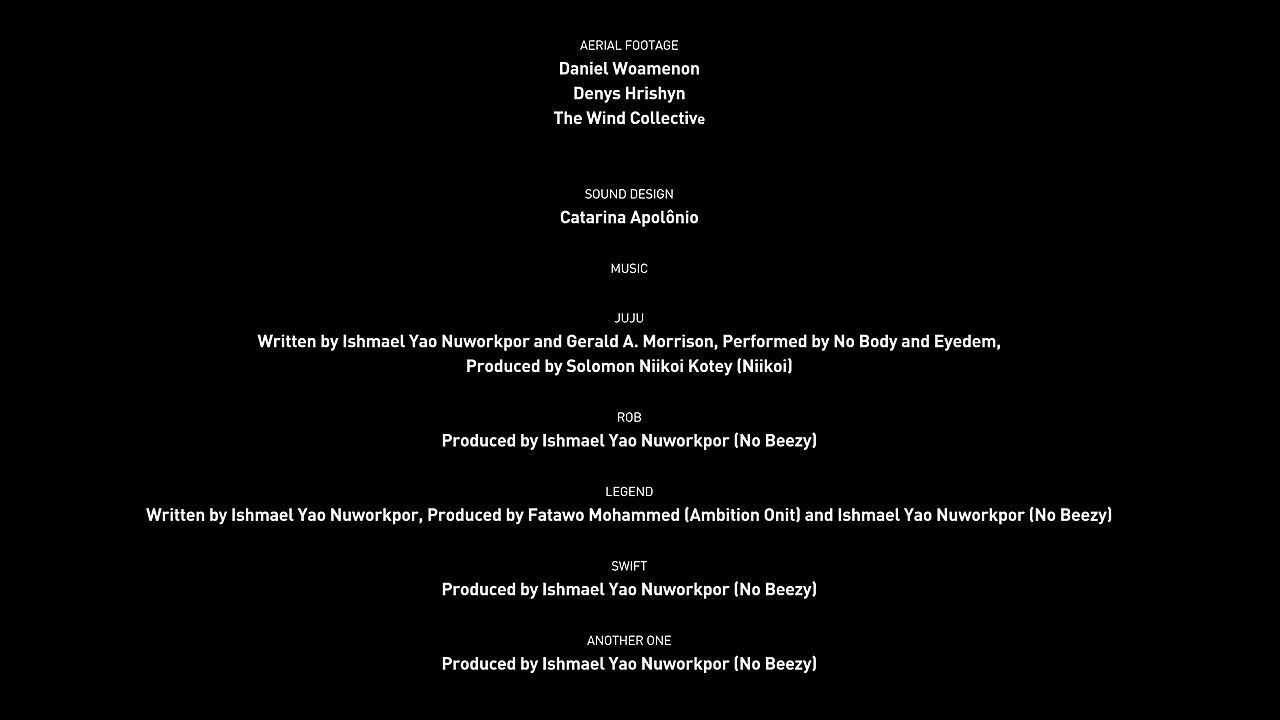 AERIAL FOOTAGE
Daniel Woamenon
Denys Hrishyn
The Wind Collective
SOUND DESIGN
Catarina Apolônio
MUSIC
JUJU
Written by Ishmael Yao Nuworkpor and Gerald A. Morrison, Performed by No Body and Eyedem,
Produced by Solomon Niikoi Kotey (Niikoi)
ROB
Produced by Ishmael Yao Nuworkpor (No Beezy)
LEGEND
Written by Ishmael Yao Nuworkpor, Produced by Fatawo Mohammed (Ambition Onit) and Ishmael Yao Nuworkpor (No Beezy)
SWIFT
Produced by Ishmael Yao Nuworkpor (No Beezy)
ANOTHER ONE
Produced by Ishmael Yao Nuworkpor (No Beezy)